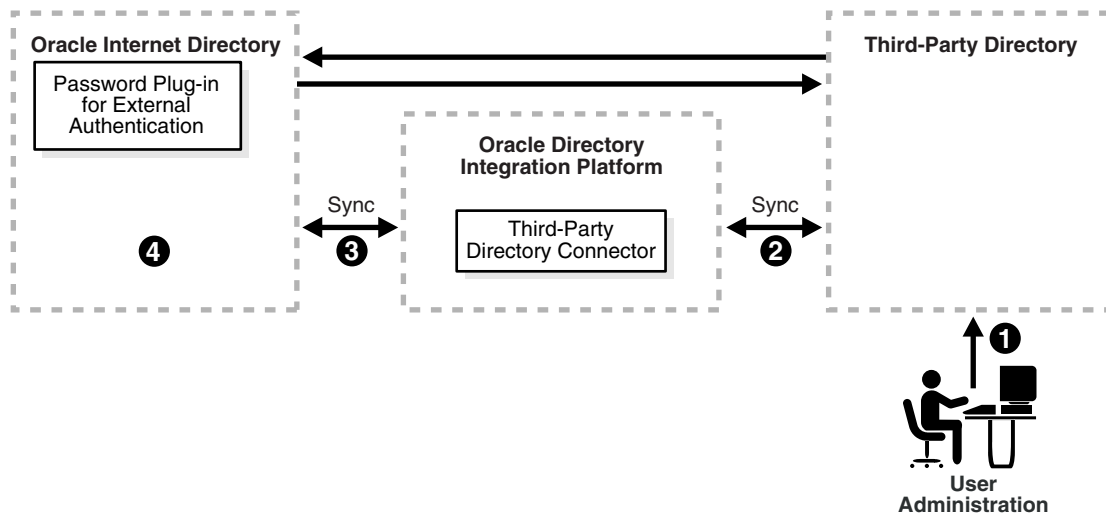 Oracle Internet Directory
Password Plug-in
for External
Authentication
Third-Party Directory
Oracle Directory
Integration Platform
Third-Party
Directory Connector
Sync
Sync
4
3
2
1
User
Administration